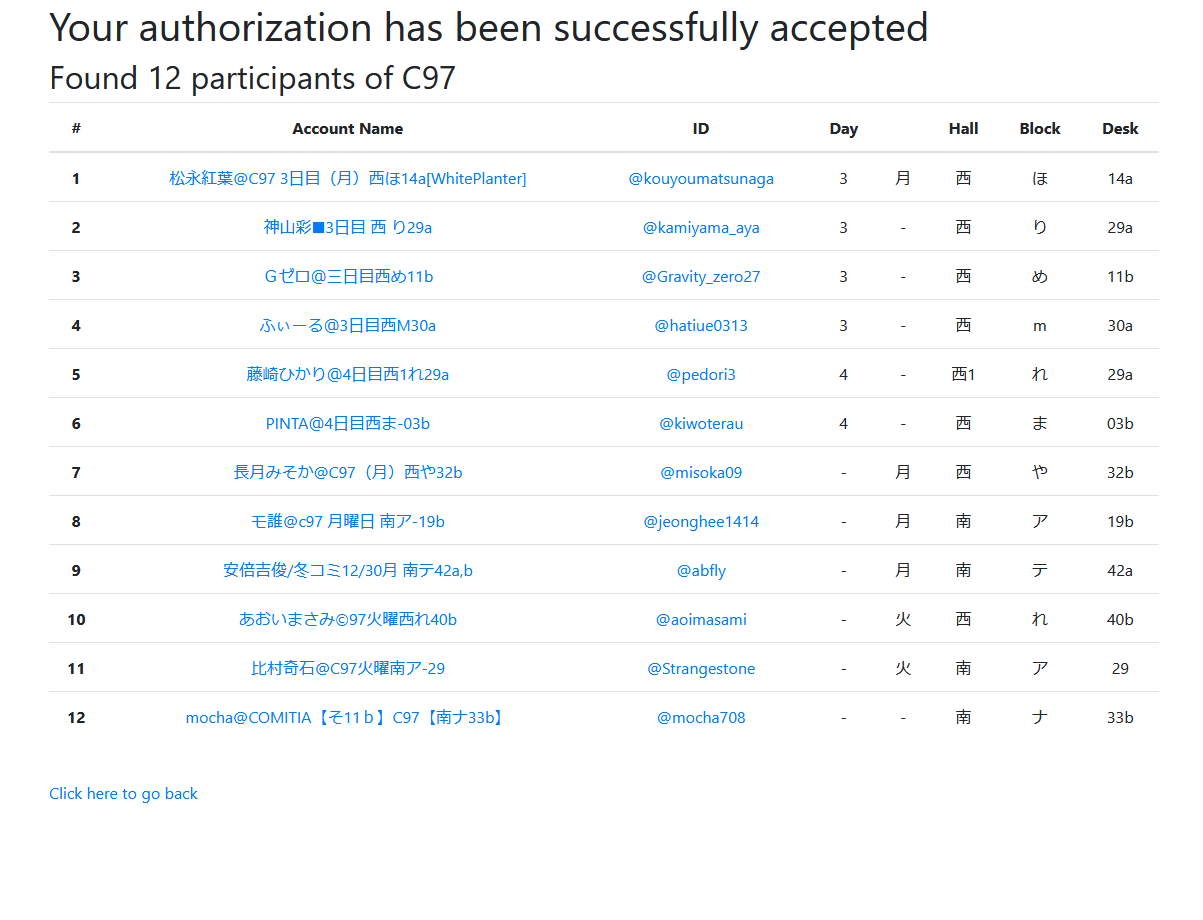 Your authorization has been successfully accepted
Found 12 participants of C97
# Account Name ID Day Hall Block Desk
1 松永紅葉@C97 3日目（月）西ほ14a[WhitePlanter] @kouyoumatsunaga 3 月 西 ほ 14a
2 神山彩■3日目 西 り29a @kamiyama_aya 3 - 西 り 29a
3 Ｇゼロ@三日目西め11b @Gravity_zero27 3 - 西 め 11b
4 ふぃーる@3日目西M30a @hatiue0313 3 - 西 m 30a
5 藤崎ひかり@4日目西1れ29a @pedori3 4 - 西1 れ 29a
6 PINTA@4日目西ま-03b @kiwoterau 4 - 西 ま 03b
7 長月みそか@C97（月）西や32b @misoka09 - 月 西 や 32b
8 モ誰@c97 月曜日 南ア-19b @jeonghee1414 - 月 南 ア 19b
9 安倍吉俊/冬コミ12/30月 南テ42a,b @abfly - 月 南 テ 42a
10 あおいまさみ©97火曜西れ40b @aoimasami - 火 西 れ 40b
11 比村奇石@C97火曜南ア-29 @Strangestone - 火 南 ア 29
12 mocha@COMITIA【そ11ｂ】C97【南ナ33b】 @mocha708 - - 南 ナ 33b
Click here to go back